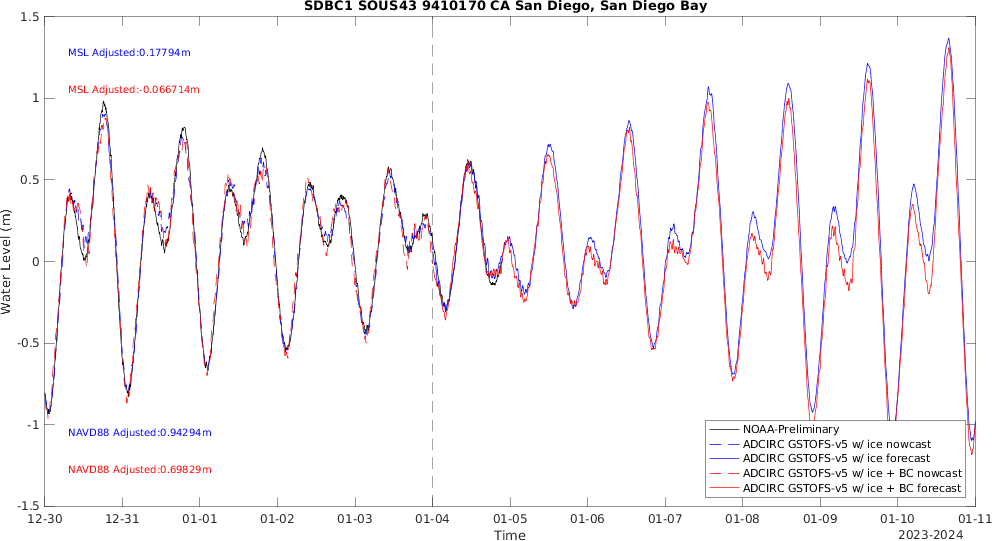 SDBC1 SOUS43 9410170 CA San Diego, San Diego Bay
MSL Adjusted:0.17794m
MSL Adjusted:-0.066714m
NAVD88 Adjusted:0.94294m
NAVD88 Adjusted:0.69829m
Water Level (m)
1.5
1
0.5
0
-0.5
-1
-1.5
NOAA-Preliminary
ADCIRC GSTOFS-v5 w/ ice nowcast
ADCIRC GSTOFS-v5 w/ ice forecast
ADCIRC GSTOFS-v5 w/ ice + BC nowcast
ADCIRC GSTOFS-v5 w/ ice + BC forecast
12-30 12-31 01-01 01-02 01-03 01-04 01-05 01-06 01-07 01-08 01-09 01-10 01-11
Time
2023-2024